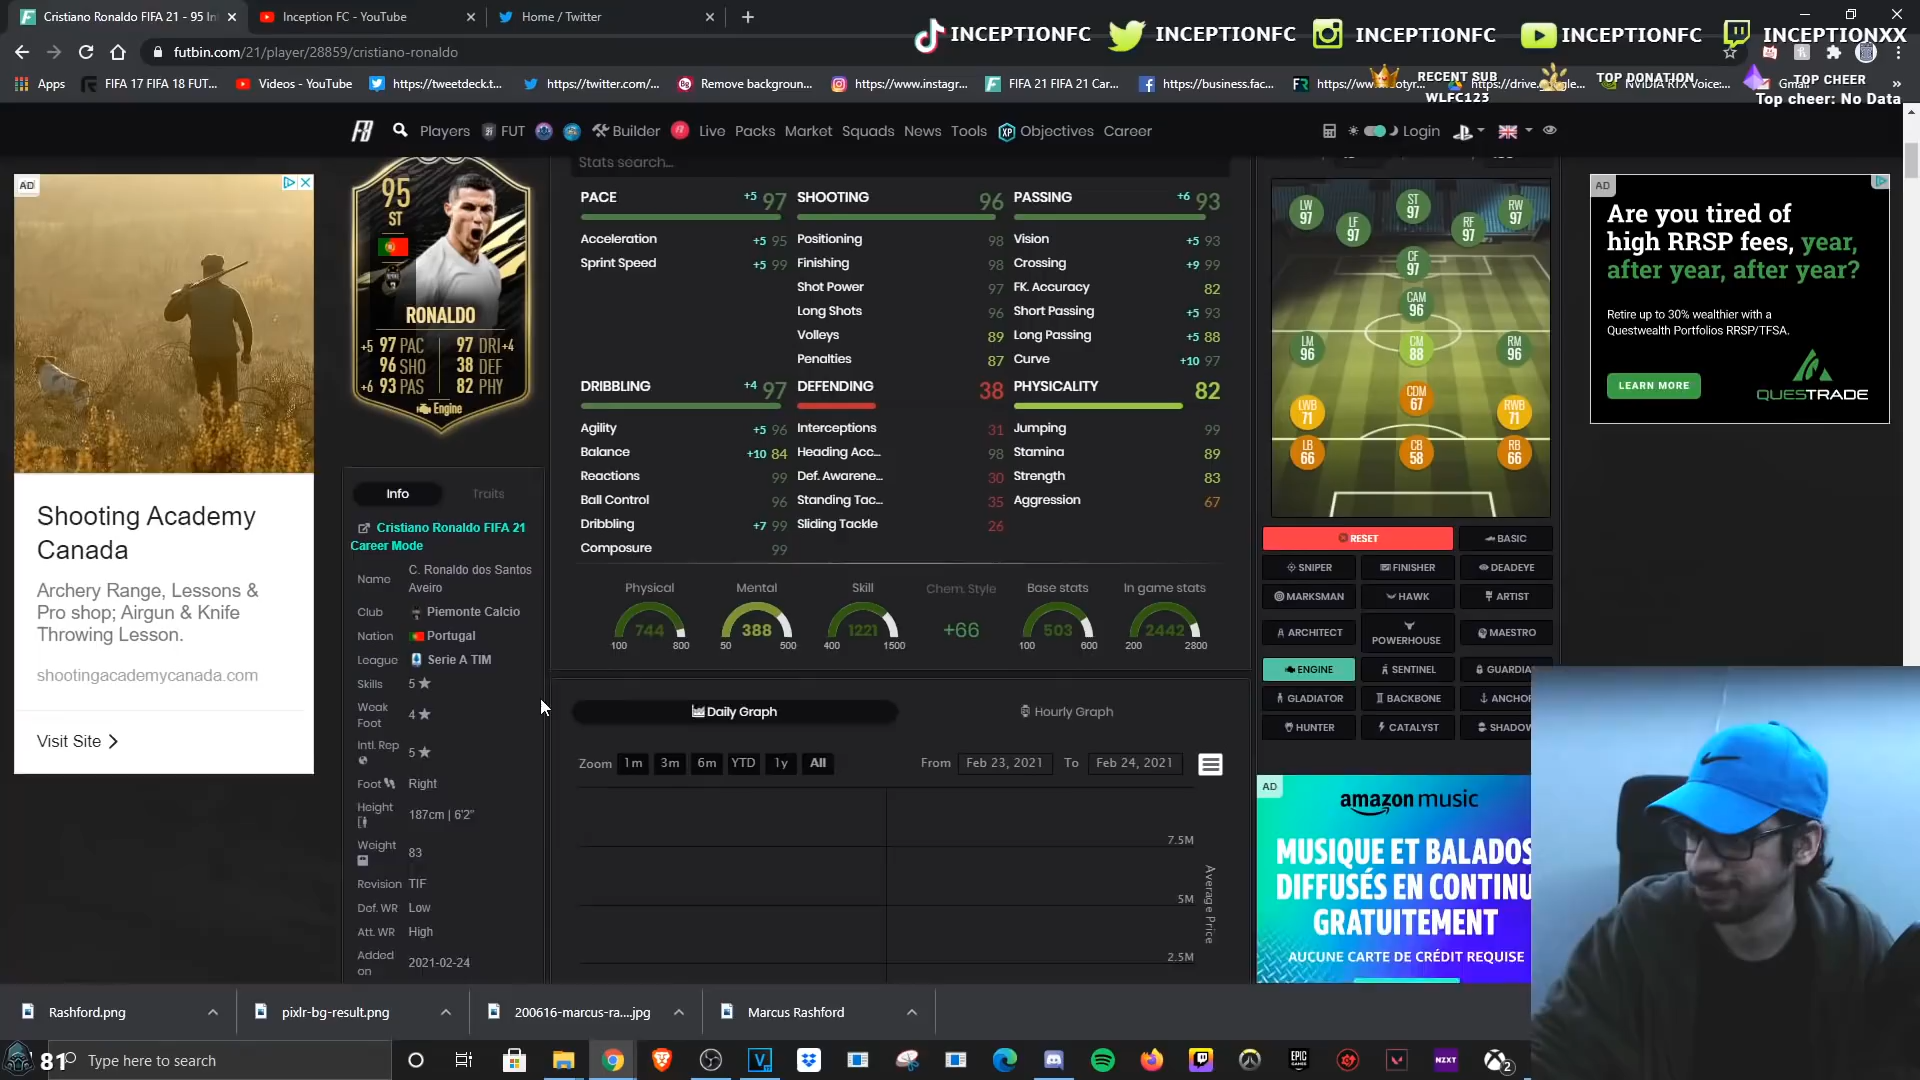 Cristiano Ronaldo FIFA 21 - 95 In
Inception FC - YouTube
Home / Twitter
futbin.com/21/player/28859/cristiano-ronaldo
INCEPTIONFC
INCEPTIONFC
INCEPTIONFC
INCEPTIONFC
INCEPTIONXX
Apps
FIFA 17 FIFA 18 FUT...
Videos - YouTube
https://tweetdeck.t...
https://twitter.com/...
Remove backgroun...
https://www.instagr...
FIFA 21 FIFA 21 Car...
https://business.fac...
RECENT SUB
WLFC123
TOP DONATION
TOP CHEER
Top cheer: No Data
Players
FUT
Builder
Live
Packs
Market
Squads
News
Tools
XP
Objectives
Career
Login
Stats search...
AD
Shooting Academy
Canada
Archery Range, Lessons &
Pro shop; Airgun & Knife
Throwing Lesson.
shootingacademycanada.com
Visit Site
95
ST
RONALDO
+5 97 PAC 97 DRI+4
96 SHO 38 DEF
+6 93 PAS 82 PHY
Engine
Info
Traits
Cristiano Ronaldo FIFA 21
Career Mode
Name C. Ronaldo dos Santos
Aveiro
Club Piemonte Calcio
Nation Portugal
League Serie A TIM
Skills 5
Weak
Foot 4
Intl. Rep 5
Foot Right
Height 187cm | 6'2"
Weight 83
Revision TIF
Def. WR Low
Att. WR High
Added
on 2021-02-24
PACE +5 97
Acceleration +5 95
Sprint Speed +5 99
SHOOTING 96
Positioning 98
Finishing 98
Shot Power 97
Long Shots 96
Volleys 89
Penalties 87
PASSING +6 93
Vision +5 93
Crossing +9 99
FK. Accuracy 82
Short Passing +5 93
Long Passing +5 88
Curve +10 97
DRIBBLING +4 97
Agility +5 96
Balance +10 84
Reactions 99
Ball Control 96
Dribbling +7 99
Composure 99
DEFENDING 38
Interceptions 31
Heading Acc... 98
Def. Awarene... 30
Standing Tac... 35
Sliding Tackle 26
PHYSICALITY 82
Jumping 99
Stamina 89
Strength 83
Aggression 67
Physical
744
100 800
Mental
388
50 500
Skill
1221
400 1500
Chem. Style
+66
Base stats
503
100 600
In game stats
2442
200 2800
Daily Graph
Hourly Graph
Zoom 1m 3m 6m YTD 1y All
From Feb 23, 2021 To Feb 24, 2021
7.5M
5M
2.5M
Average Price
LW
97
ST
97
RW
97
LF
97
RF
97
CF
97
CAM
96
LM
96
CM
88
RM
96
CDM
67
LWB
71
RWB
71
LB
66
CB
58
RB
66
RESET
BASIC
SNIPER
FINISHER
DEADEYE
MARKSMAN
HAWK
ARTIST
ARCHITECT
POWERHOUSE
MAESTRO
ENGINE
SENTINEL
GUARDIA
GLADIATOR
BACKBONE
ANCHOR
HUNTER
CATALYST
SHADOW
AD
Are you tired of
high RRSP fees, year,
after year, after year?
Retire up to 30% wealthier with a
Questwealth Portfolios RRSP/TFSA.
LEARN MORE
QUESTRADE
AD
amazon music
MUSIQUE ET BALADOS
DIFFUSÉS EN CONTINU
GRATUITEMENT
AUCUNE CARTE DE CRÉDIT REQUISE
Rashford.png
pixlr-bg-result.png
200616-marcus-ra....jpg
Marcus Rashford
81
Type here to search
V
EPIC
GAMES
NZXT
2